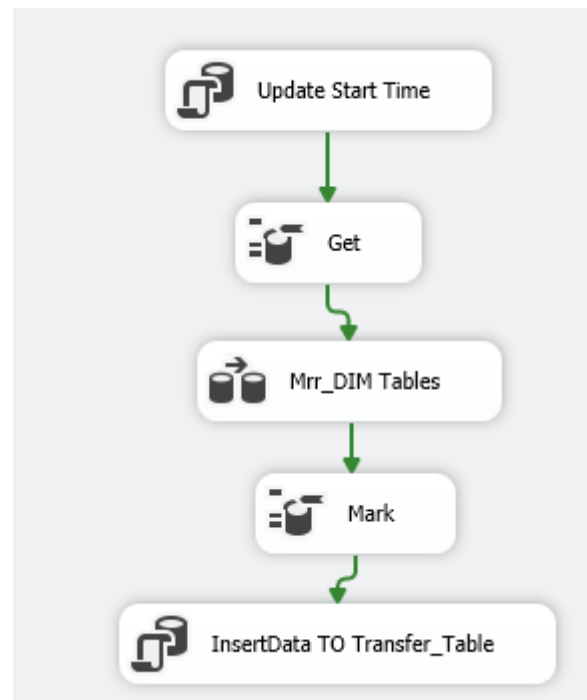 Update Start Time
Get
Mrr_DIM Tables
Mark
InsertData TO Transfer_Table